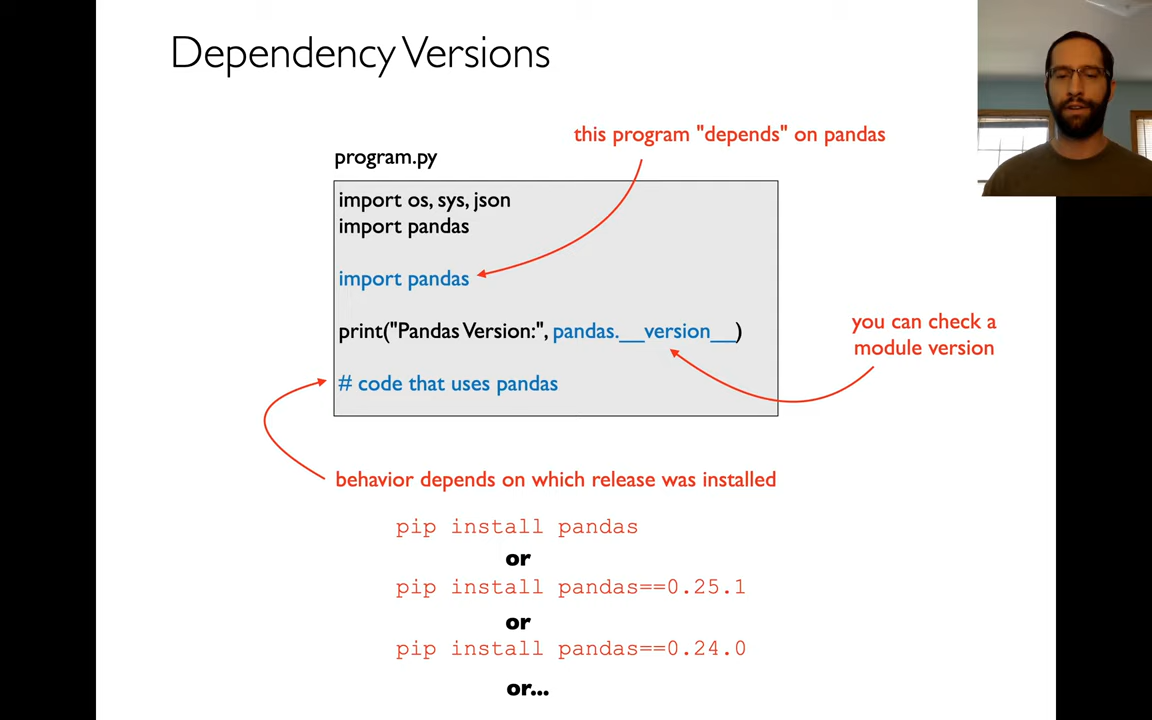 Dependency Versions
this program "depends" on pandas
program.py
import os, sys, json
import pandas
import pandas
print("Pandas Version:", pandas.__version__)
you can check a
module version
# code that uses pandas
behavior depends on which release was installed
pip install pandas
or
pip install pandas==0.25.1
or
pip install pandas==0.24.0
or...